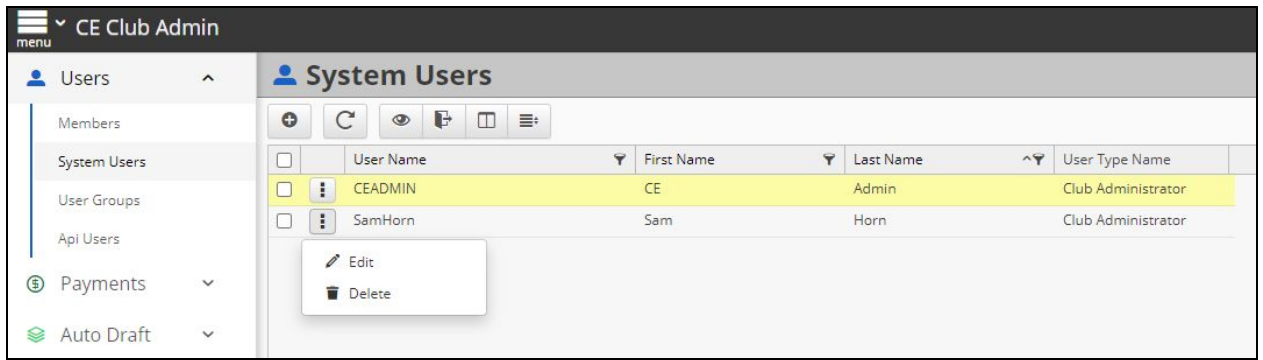 menu CE Club Admin
Users
Members
System Users
User Groups
Api Users
Payments
Auto Draft
System Users
User Name First Name Last Name User Type Name
CEADMIN CE Admin Club Administrator
SamHorn Sam Horn Club Administrator
Edit
Delete